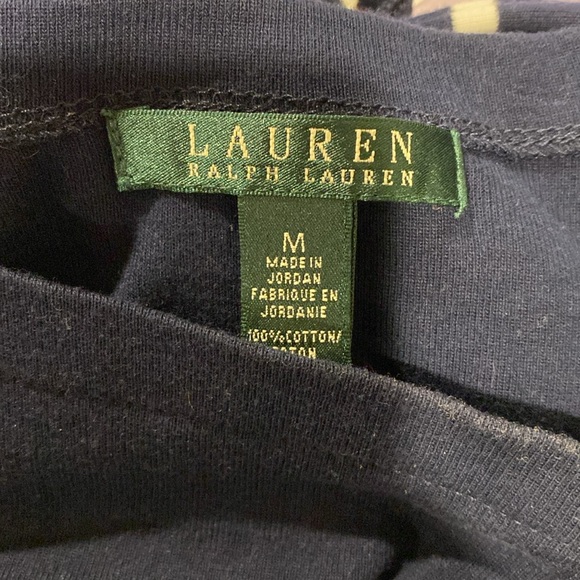 LAUREN
RALPH LAUREN
M
MADE IN
JORDAN
FABRIQUE EN
JORDANIE
100%COTTON/